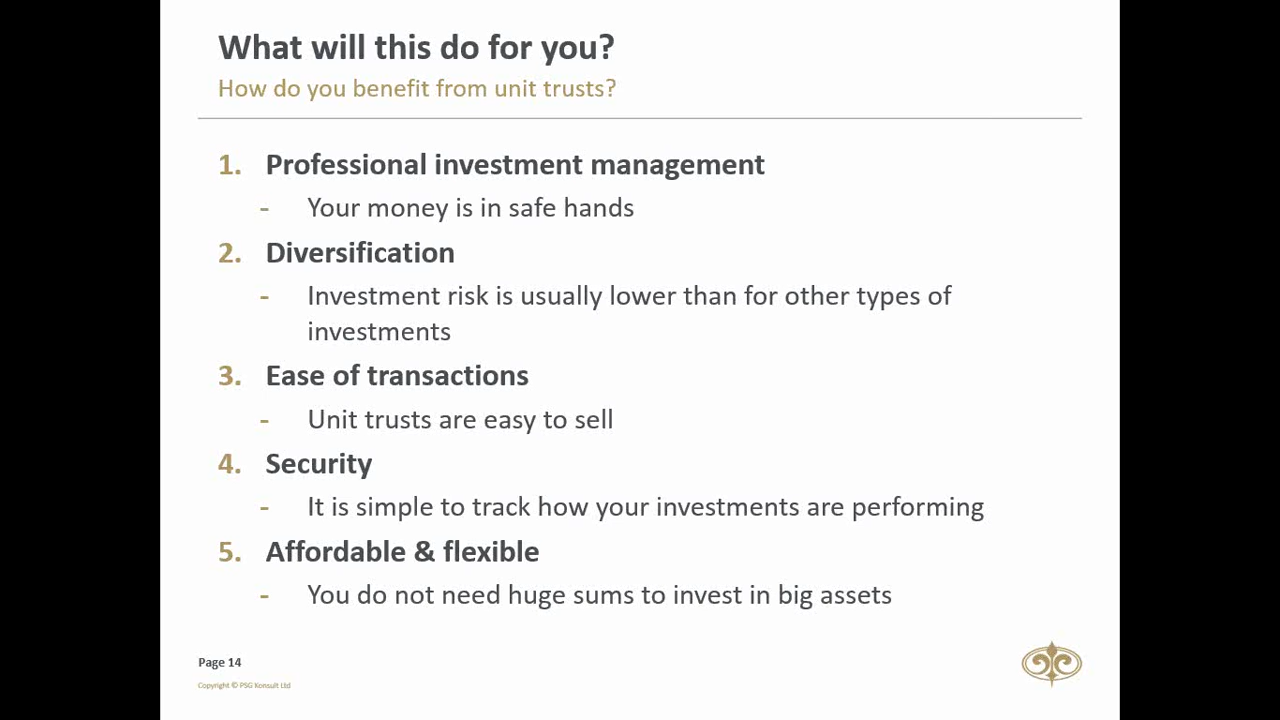 What will this do for you?
How do you benefit from unit trusts?
1. Professional investment management
- Your money is in safe hands
2. Diversification
- Investment risk is usually lower than for other types of
investments
3. Ease of transactions
- Unit trusts are easy to sell
4. Security
- It is simple to track how your investments are performing
5. Affordable & flexible
- You do not need huge sums to invest in big assets
Page 14
Copyright © PSG Konsult Ltd